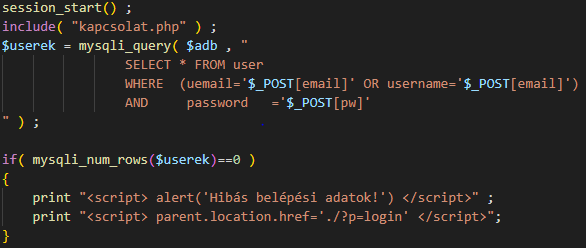 session_start() ;
include( "kapcsolat.php" ) ;
$userek = mysqli_query( $adb , "
SELECT * FROM user
WHERE (uemail='$_POST[email]' OR username='$_POST[email]')
AND password ='$_POST[pw]'
" ) ;
if( mysqli_num_rows($userek)==0 )
{
print "<script> alert('Hibás belépési adatok!') </script>" ;
print "<script> parent.location.href='./?p=login' </script>";
}